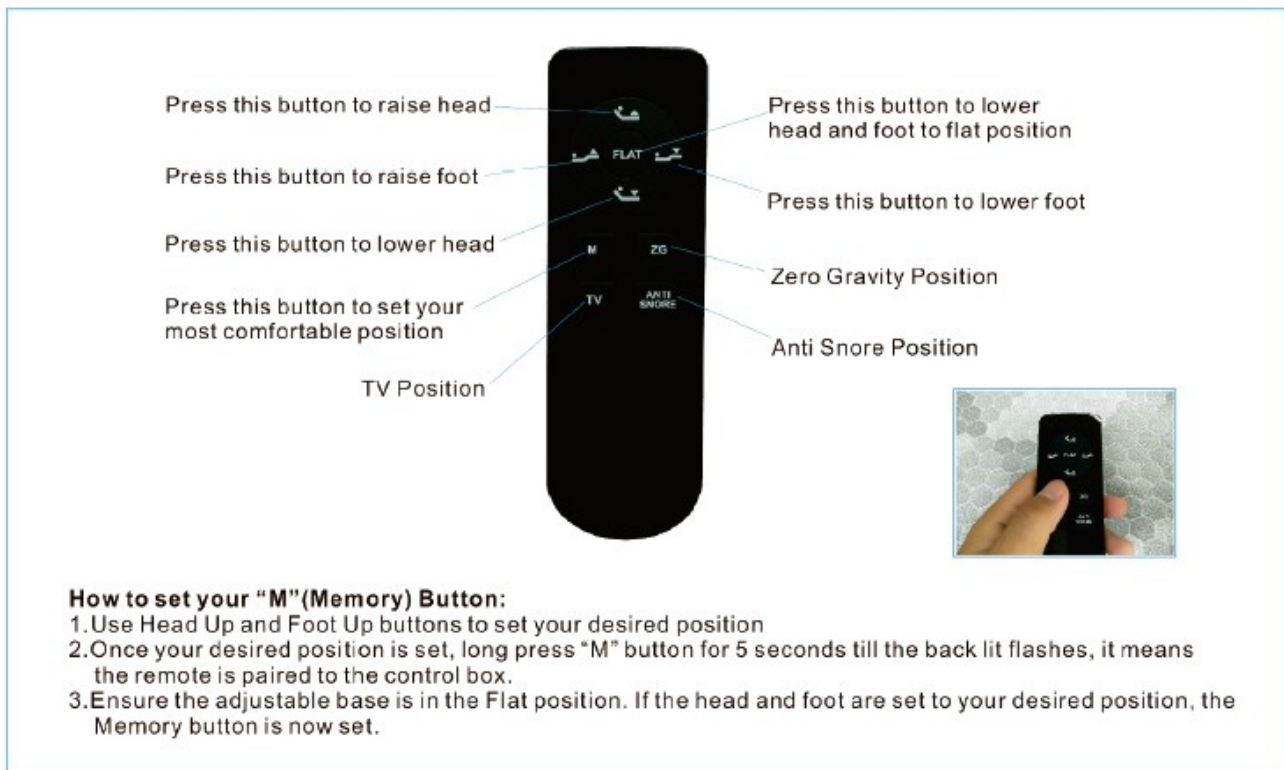 Press this button to raise head
Press this button to lower
head and foot to flat position
FLAT
Press this button to raise foot
Press this button to lower foot
Press this button to lower head
M
ZG
Zero Gravity Position
Press this button to set your
most comfortable position
TV
ANTI
SNORE
Anti Snore Position
TV Position
FLAT
ZG
How to set your “M”(Memory) Button:
1.Use Head Up and Foot Up buttons to set your desired position
2.Once your desired position is set, long press “M” button for 5 seconds till the back lit flashes, it means
the remote is paired to the control box.
3.Ensure the adjustable base is in the Flat position. If the head and foot are set to your desired position, the
Memory button is now set.